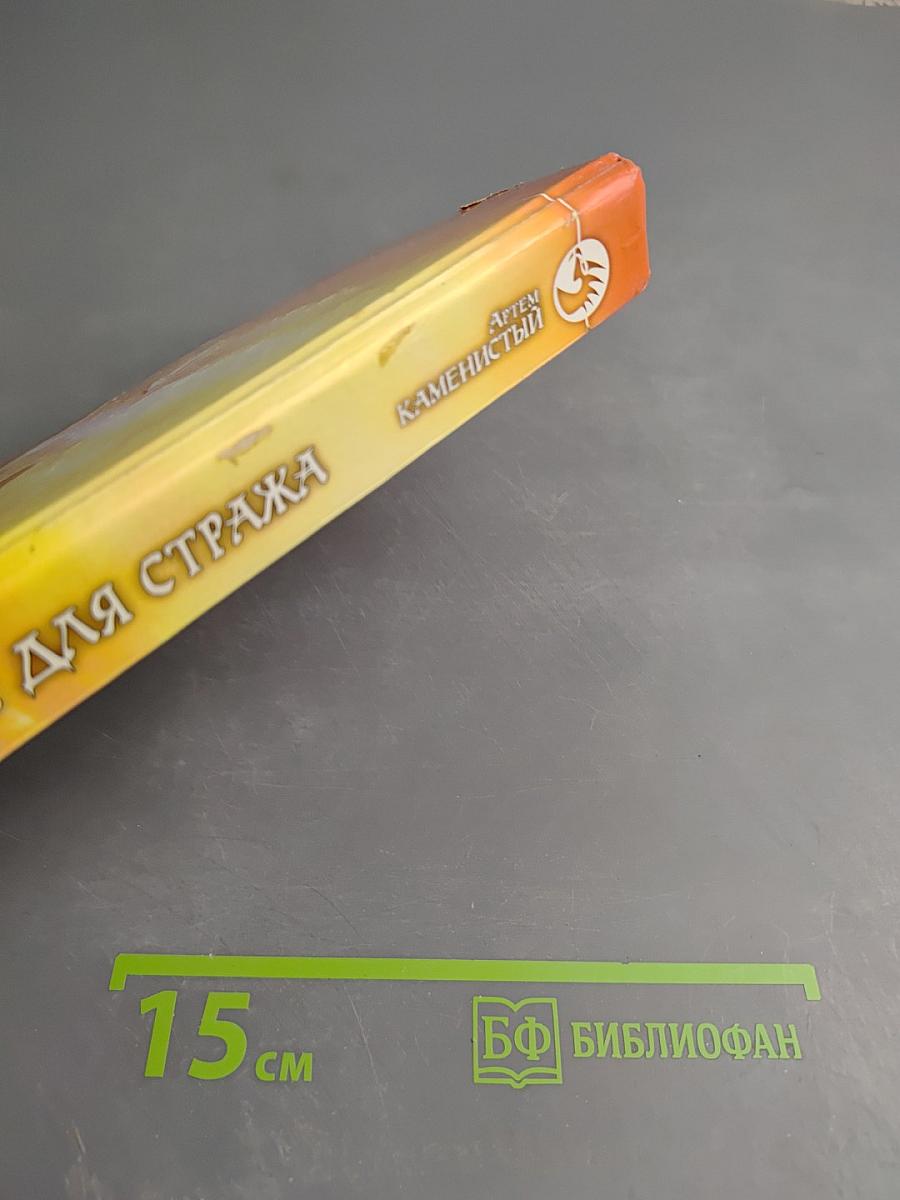 Артем
КАМЕНИСТЫЙ
ДЛЯ СТРАЖА
15 см
БФ БИБЛИОФАН